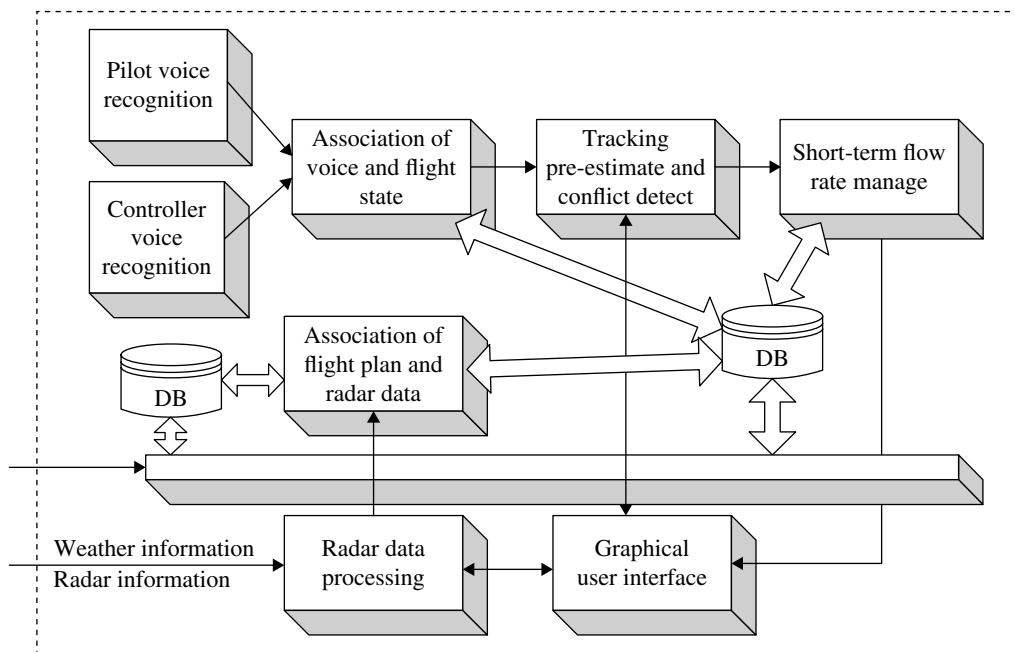 Pilot voice
recognition
Controller
voice
recognition
Association of
voice and flight
state
Tracking
pre-estimate and
conflict detect
Short-term flow
rate manage
DB
Association of
flight plan and
radar data
DB
Weather information
Radar information
Radar data
processing
Graphical
user interface